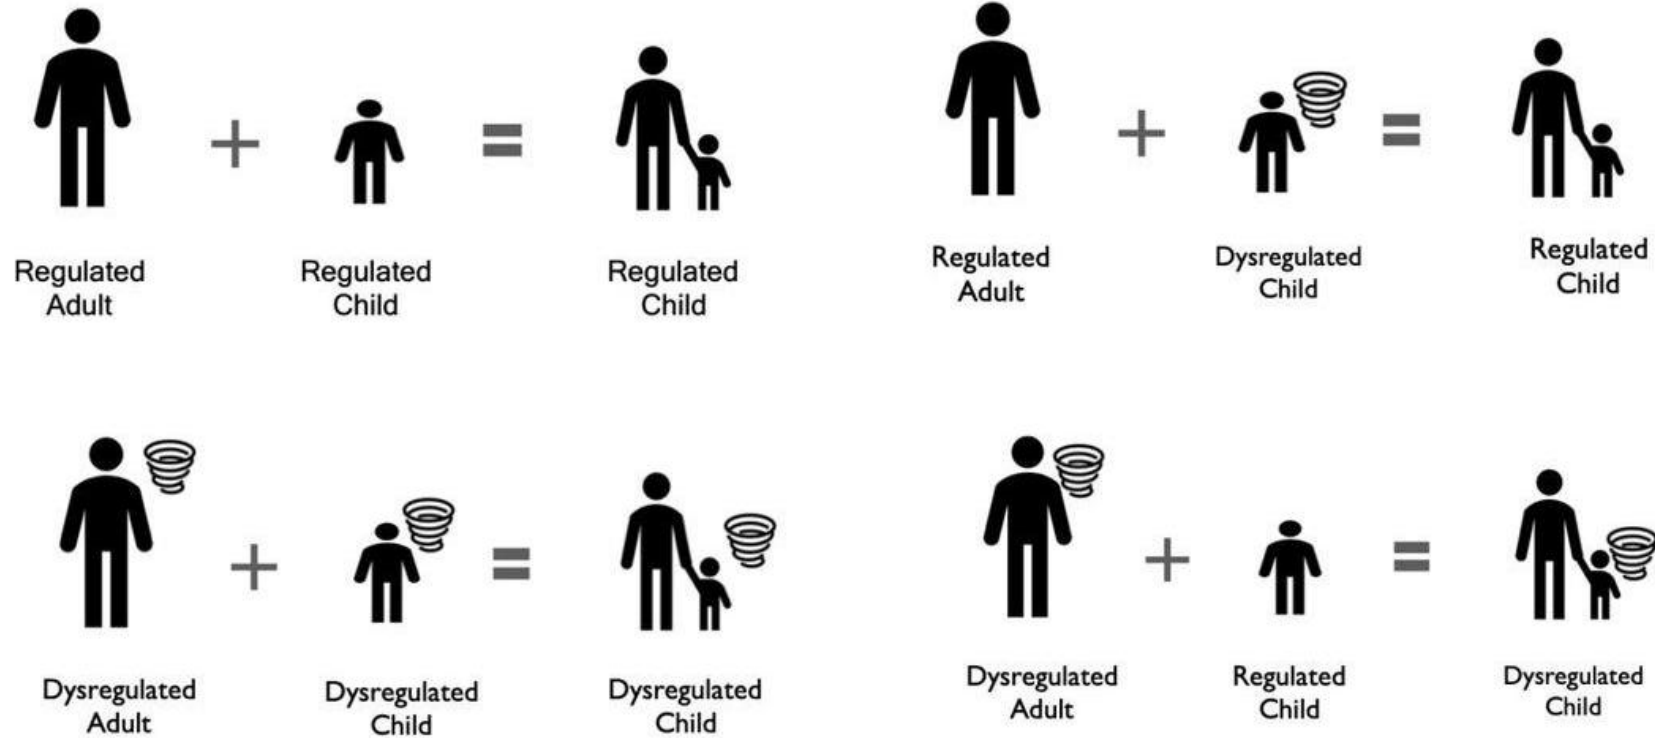 Regulated
Adult
+
Regulated
Child
=
Regulated
Child
Regulated
Adult
+
Dysregulated
Child
=
Regulated
Child
Dysregulated
Adult
+
Dysregulated
Child
=
Dysregulated
Child
Dysregulated
Adult
+
Regulated
Child
=
Dysregulated
Child